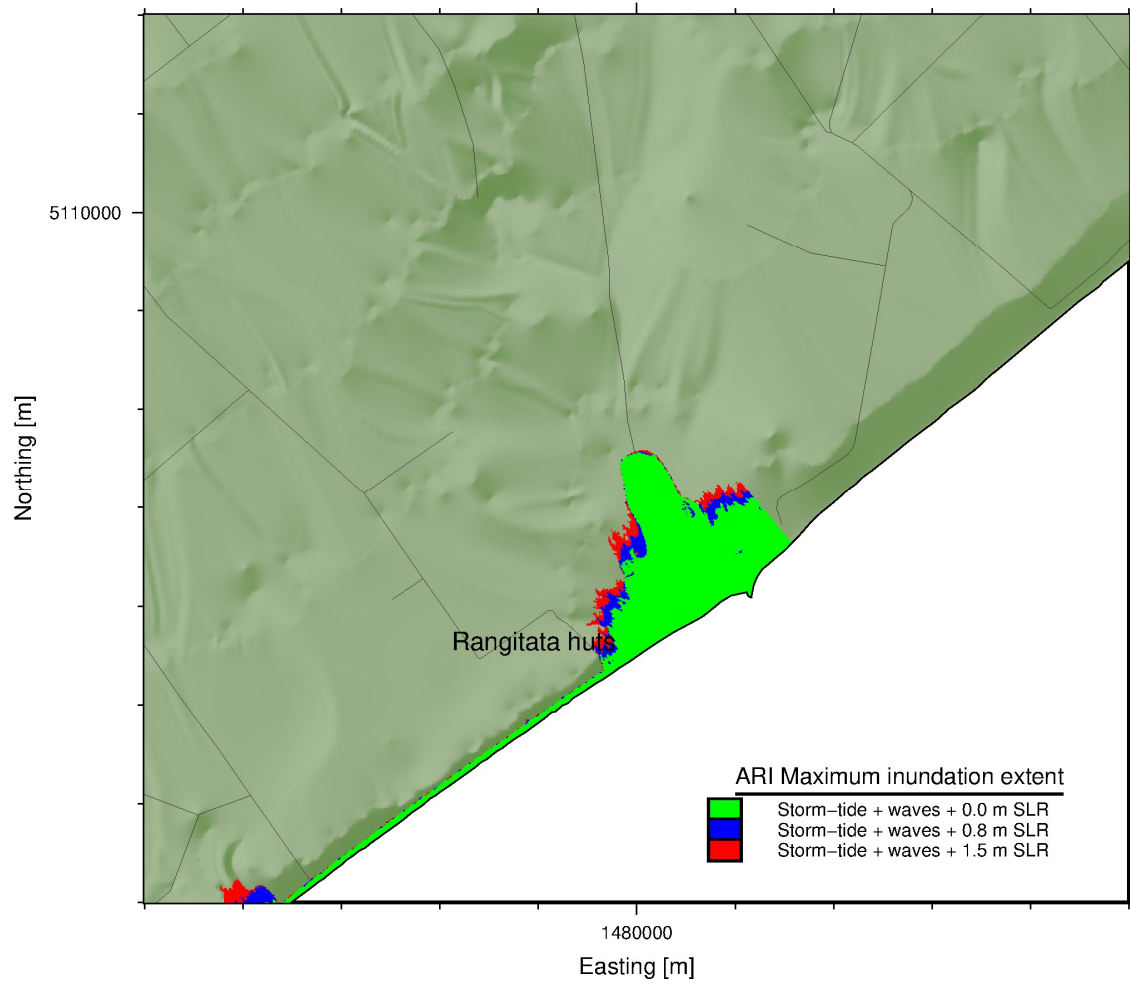 5110000
Northing [m]
Rangitata huts
ARI Maximum inundation extent
Storm−tide + waves + 0.0 m SLR
Storm−tide + waves + 0.8 m SLR
Storm−tide + waves + 1.5 m SLR
1480000
Easting [m]